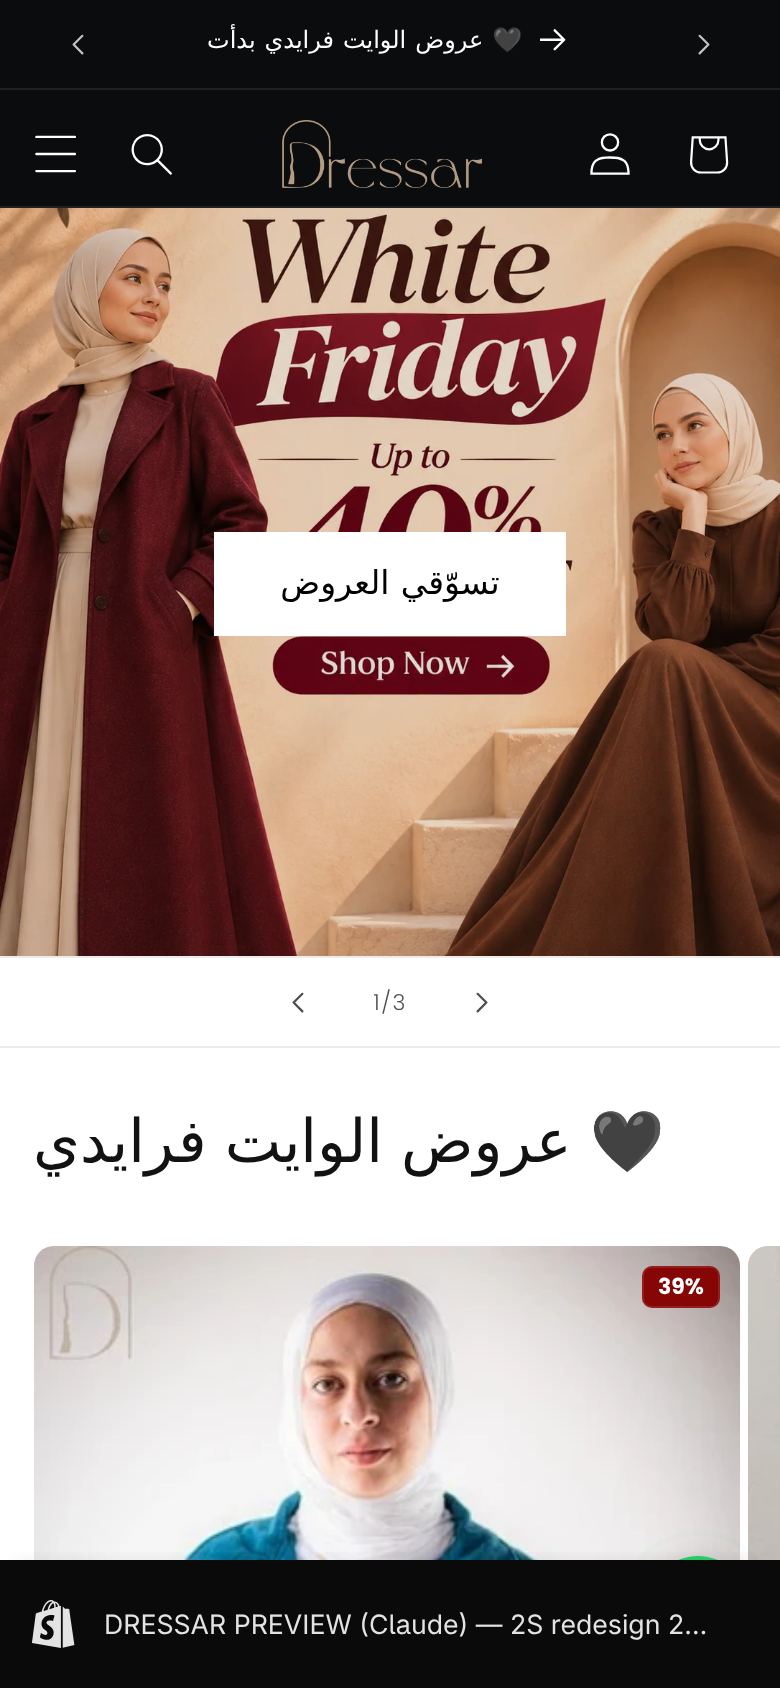 عروض الوايت فرايدي بدأت 🖤 →
Dressar
White
Friday
Up to
40%
تسوّقي العروض
Shop Now →
1/3
عروض الوايت فرايدي 🖤
D
39%
DRESSAR PREVIEW (Claude) — 2S redesign 2...